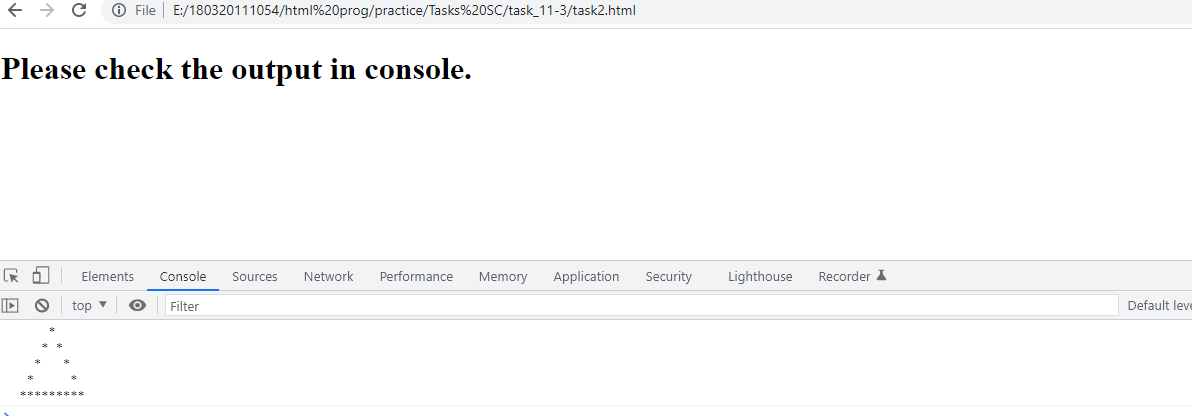 File E:/180320111054/html%20prog/practice/Tasks%20SC/task_11-3/task2.html
Please check the output in console.
Elements Console Sources Network Performance Memory Application Security Lighthouse Recorder
top Filter Default leve
    *
   * *
  *   *
 *     *
*********